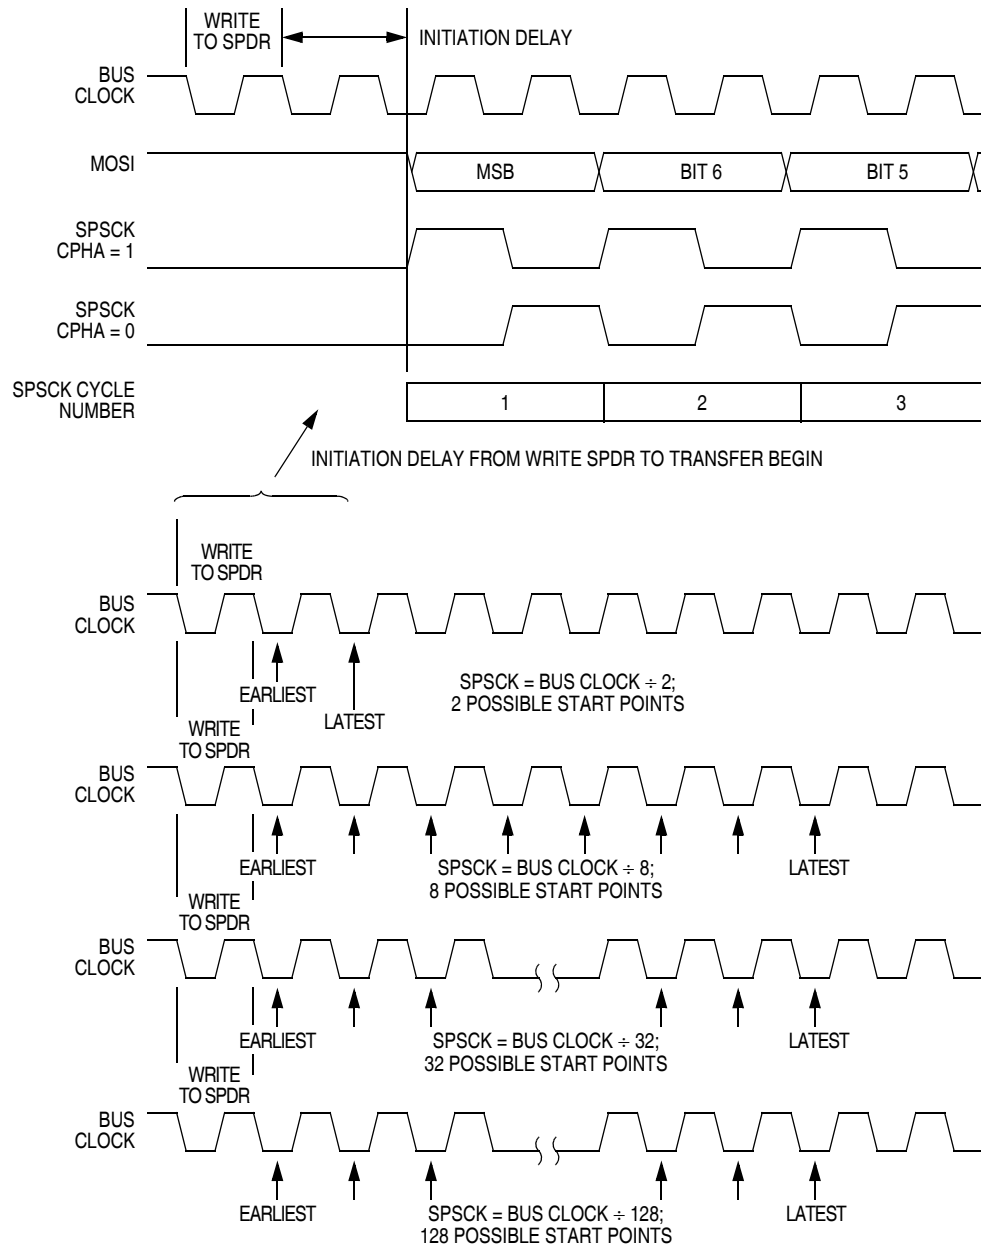 WRITE
TO SPDR
INITIATION DELAY
BUS
CLOCK
MOSI
MSB
BIT 6
BIT 5
SPSCK
CPHA = 1
SPSCK
CPHA = 0
SPSCK CYCLE
NUMBER
1
2
3
INITIATION DELAY FROM WRITE SPDR TO TRANSFER BEGIN
WRITE
TO SPDR
BUS
CLOCK
EARLIEST
LATEST
SPSCK = BUS CLOCK ÷ 2;
2 POSSIBLE START POINTS
WRITE
TO SPDR
BUS
CLOCK
EARLIEST
SPSCK = BUS CLOCK ÷ 8;
8 POSSIBLE START POINTS
LATEST
WRITE
TO SPDR
BUS
CLOCK
EARLIEST
SPSCK = BUS CLOCK ÷ 32;
32 POSSIBLE START POINTS
LATEST
WRITE
TO SPDR
BUS
CLOCK
EARLIEST
SPSCK = BUS CLOCK ÷ 128;
128 POSSIBLE START POINTS
LATEST